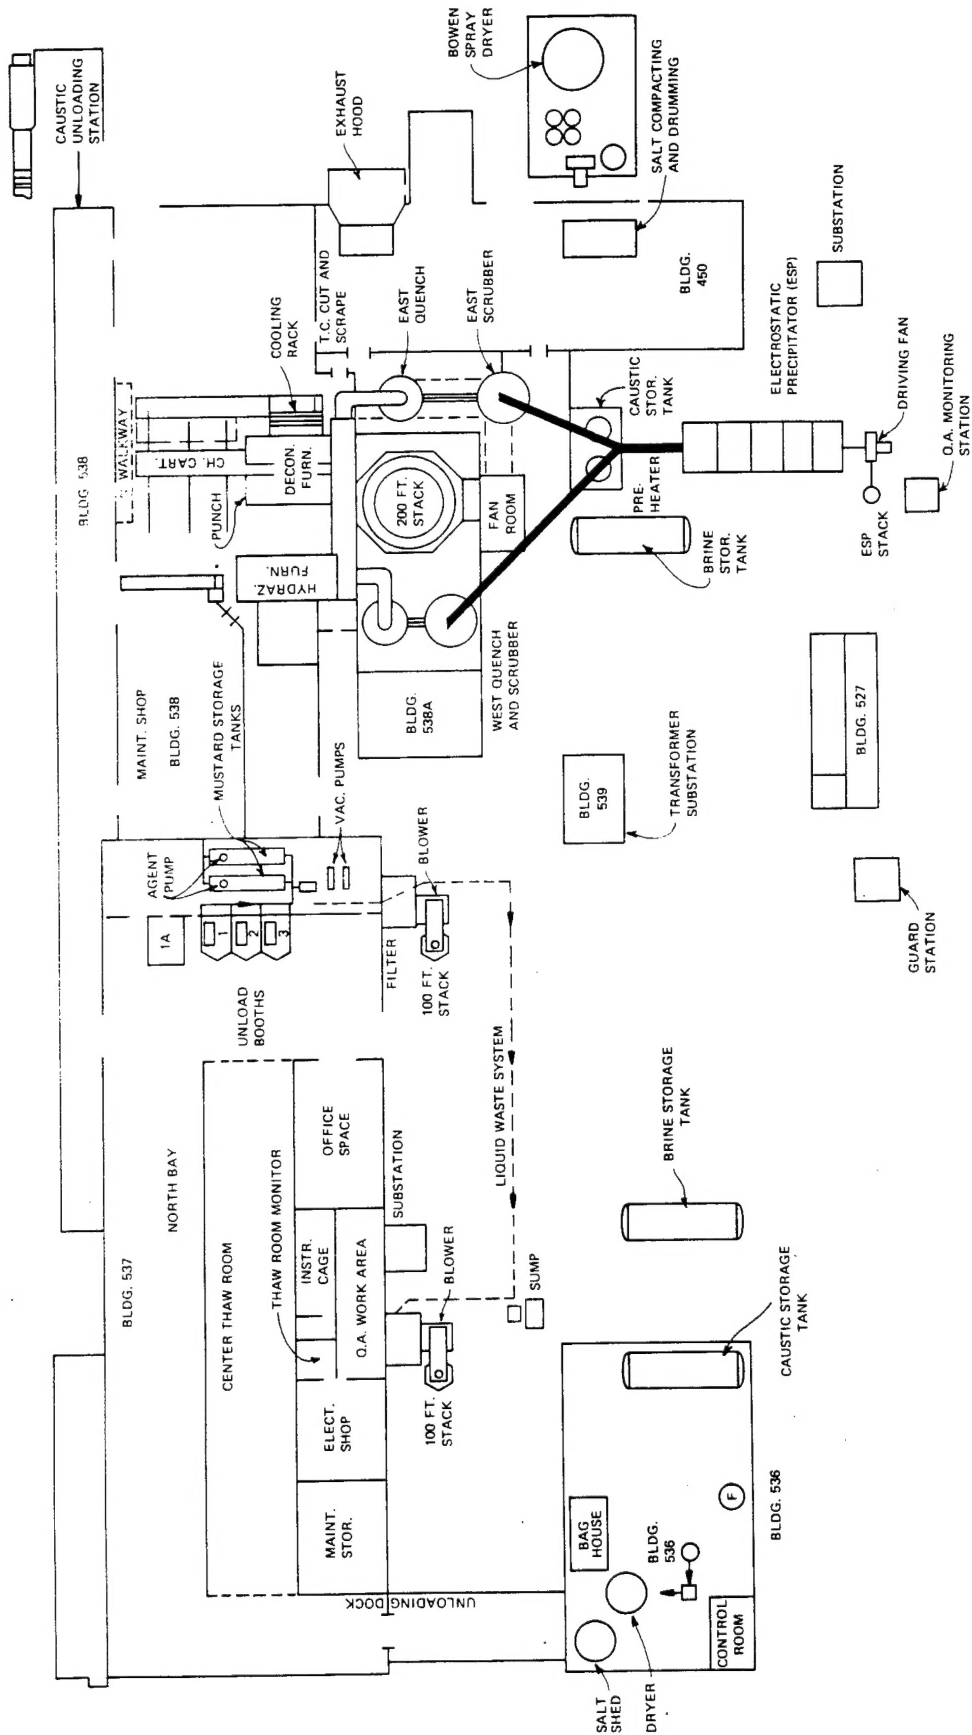 CAUSTIC
UNLOADING
STATION
BLDG. 538
WALKWAY
CH. CART.
PUNCH
DECON.
FURN.
COOLING
RACK
T.C. CUT AND
SCRAPE
EXHAUST
HOOD
BOWEN
SPRAY
DRYER
SALT COMPACTING
AND DRUMMING
BLDG.
450
EAST
QUENCH
EAST
SCRUBBER
200 FT.
STACK
FAN
ROOM
HYDRAZ.
FURN.
CAUSTIC
STOR.
TANK
PRE-
HEATER
BRINE
STOR.
TANK
ELECTROSTATIC
PRECIPITATOR (ESP)
SUBSTATION
DRIVING FAN
Q.A. MONITORING
STATION
ESP
STACK
MAINT. SHOP
BLDG. 538
MUSTARD STORAGE
TANKS
VAC. PUMPS
BLDG.
538A
WEST QUENCH
AND SCRUBBER
BLDG.
539
TRANSFORMER
SUBSTATION
BLDG. 527
GUARD
STATION
AGENT
PUMP
1A
1
2
3
UNLOAD
BOOTHS
FILTER
BLOWER
100 FT.
STACK
LIQUID WASTE SYSTEM
NORTH BAY
BLDG. 537
CENTER THAW ROOM
THAW ROOM MONITOR
OFFICE
SPACE
INSTR.
CAGE
Q.A. WORK AREA
SUBSTATION
ELECT.
SHOP
MAINT.
STOR.
BLOWER
100 FT.
STACK
SUMP
BRINE STORAGE
TANK
CAUSTIC STORAGE
TANK
UNLOADING DOCK
BAG
HOUSE
BLDG.
536
F
BLDG. 536
CONTROL
ROOM
SALT
SHED
DRYER